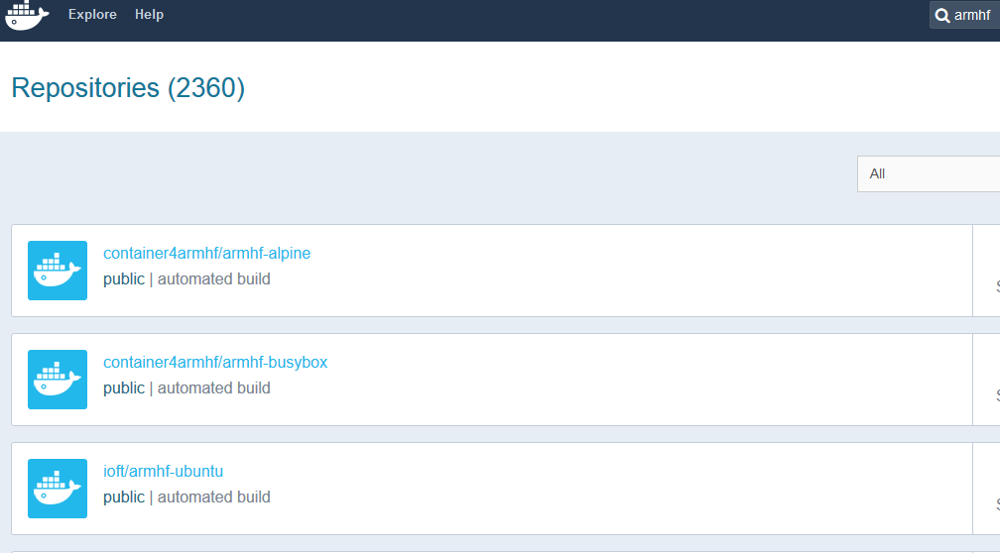 Explore Help armhf
Repositories (2360)
All
container4armhf/armhf-alpine
public | automated build
container4armhf/armhf-busybox
public | automated build
ioft/armhf-ubuntu
public | automated build